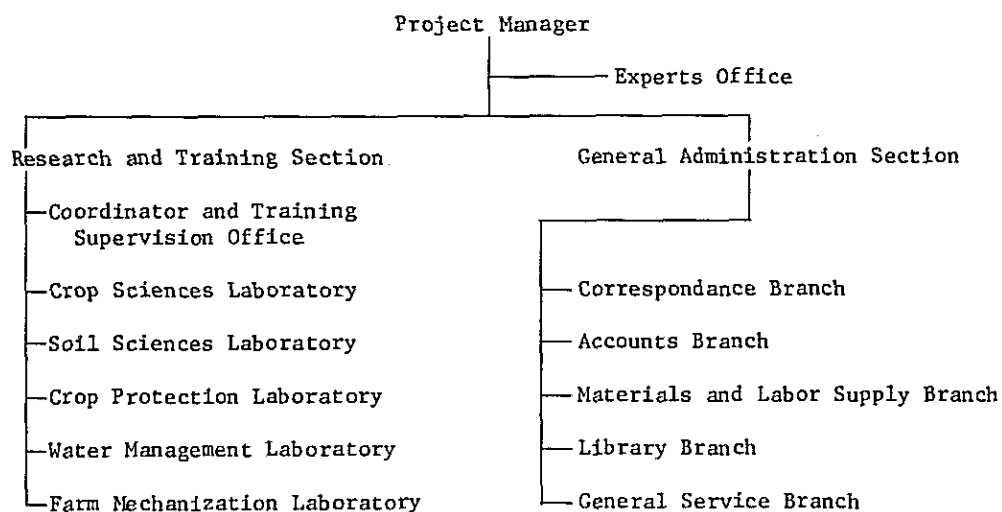 Project Manager
Experts Office
Research and Training Section
Coordinator and Training
Supervision Office
Crop Sciences Laboratory
Soil Sciences Laboratory
Crop Protection Laboratory
Water Management Laboratory
Farm Mechanization Laboratory
General Administration Section
Correspondance Branch
Accounts Branch
Materials and Labor Supply Branch
Library Branch
General Service Branch